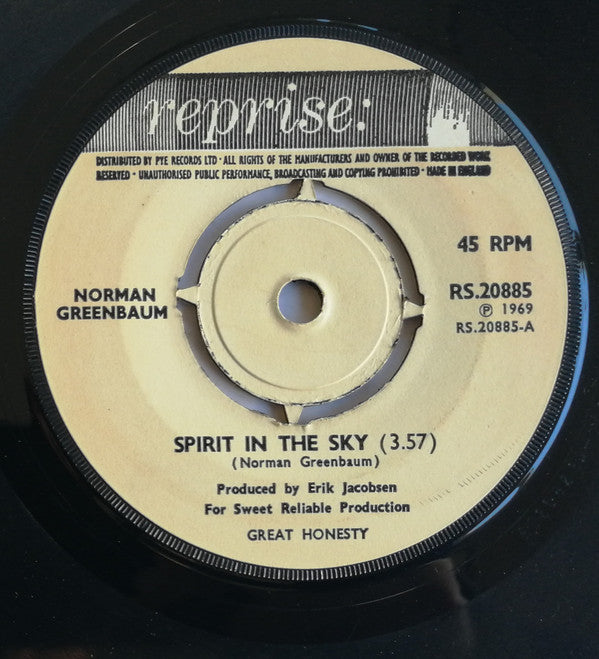 reprise:
DISTRIBUTED BY PYE RECORDS LTD · ALL RIGHTS OF THE MANUFACTURERS AND OWNER OF THE RECORDED WORK
RESERVED · UNAUTHORISED PUBLIC PERFORMANCE, BROADCASTING AND COPYING PROHIBITED · MADE IN ENGLAND
45 RPM
NORMAN
GREENBAUM
RS.20885
℗ 1969
RS.20885-A
SPIRIT IN THE SKY (3.57)
(Norman Greenbaum)
Produced by Erik Jacobsen
For Sweet Reliable Production
GREAT HONESTY